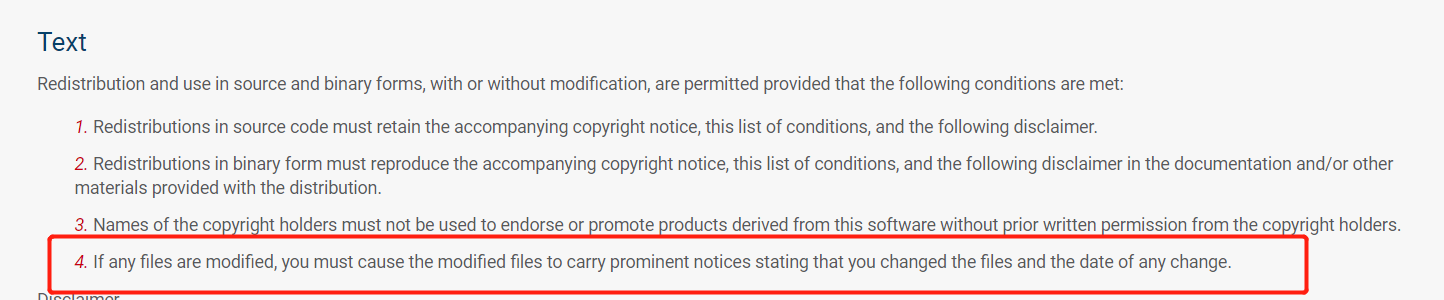 Text
Redistribution and use in source and binary forms, with or without modification, are permitted provided that the following conditions are met:
1. Redistributions in source code must retain the accompanying copyright notice, this list of conditions, and the following disclaimer.
2. Redistributions in binary form must reproduce the accompanying copyright notice, this list of conditions, and the following disclaimer in the documentation and/or other
materials provided with the distribution.
3. Names of the copyright holders must not be used to endorse or promote products derived from this software without prior written permission from the copyright holders.
4. If any files are modified, you must cause the modified files to carry prominent notices stating that you changed the files and the date of any change.
Disclaimer